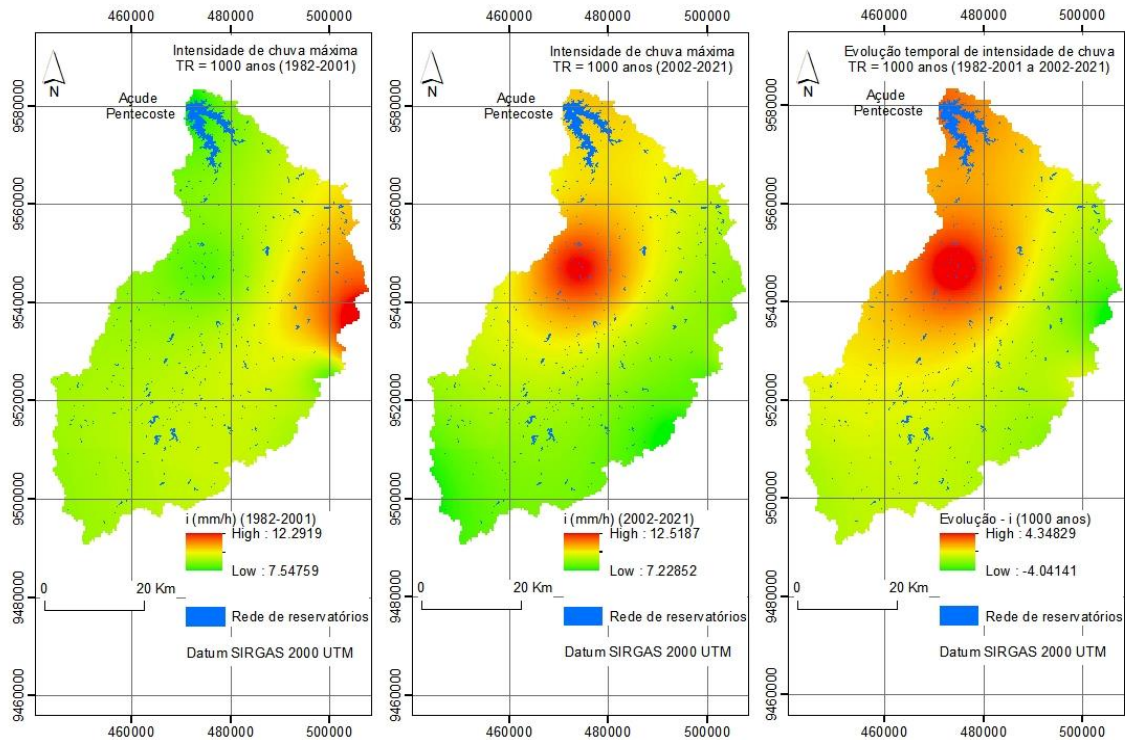 460000 480000 500000
Intensidade de chuva máxima
TR = 1000 anos (1982-2001)
N
Açude
Pentecoste
9580000
9560000
9540000
9520000
9500000
9480000
9460000
i (mm/h) (1982-2001)
High : 12.2919
Low : 7.54759
0 20 Km
Rede de reservatórios
Datum SIRGAS 2000 UTM
460000 480000 500000
460000 480000 500000
Intensidade de chuva máxima
TR = 1000 anos (2002-2021)
N
Açude
Pentecoste
9580000
9560000
9540000
9520000
9500000
9480000
9460000
i (mm/h) (2002-2021)
High : 12.5187
Low : 7.22852
0 20 Km
Rede de reservatórios
Datum SIRGAS 2000 UTM
460000 480000 500000
460000 480000 500000
Evolução temporal de intensidade de chuva
TR = 1000 anos (1982-2001 a 2002-2021)
N
Açude
Pentecoste
9580000
9560000
9540000
9520000
9500000
9480000
9460000
Evolução - i (1000 anos)
High : 4.34829
Low : -4.04141
0 20 Km
Rede de reservatórios
Datum SIRGAS 2000 UTM
460000 480000 500000